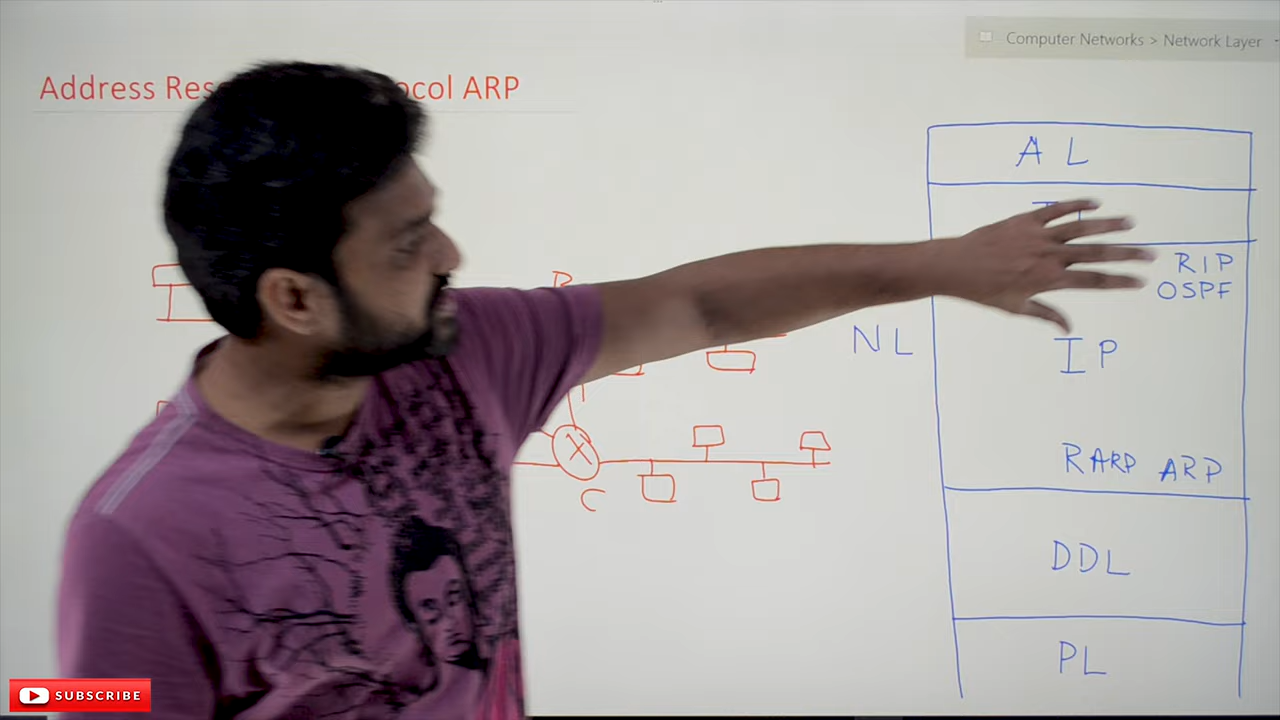 Computer Networks > Network Layer
Address Res ocol ARP
A L
RIP
OSPF
B
NL
IP
RARP ARP
C
DDL
PL
SUBSCRIBE